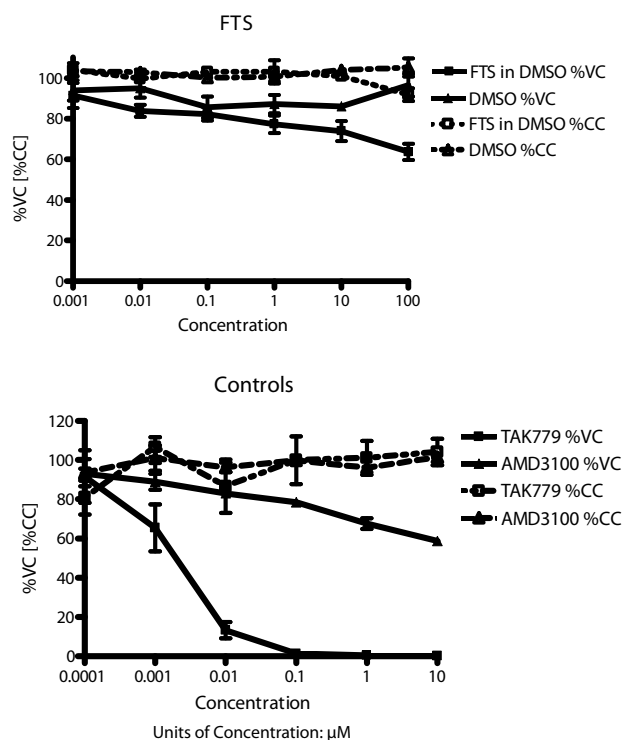 FTS
%VC [%CC]
100
80
60
40
20
0
0.001 0.01 0.1 1 10 100
Concentration
FTS in DMSO %VC
DMSO %VC
FTS in DMSO %CC
DMSO %CC
Controls
%VC [%CC]
120
100
80
60
40
20
0
0.0001 0.001 0.01 0.1 1 10
Concentration
TAK779 %VC
AMD3100 %VC
TAK779 %CC
AMD3100 %CC
Units of Concentration: µM